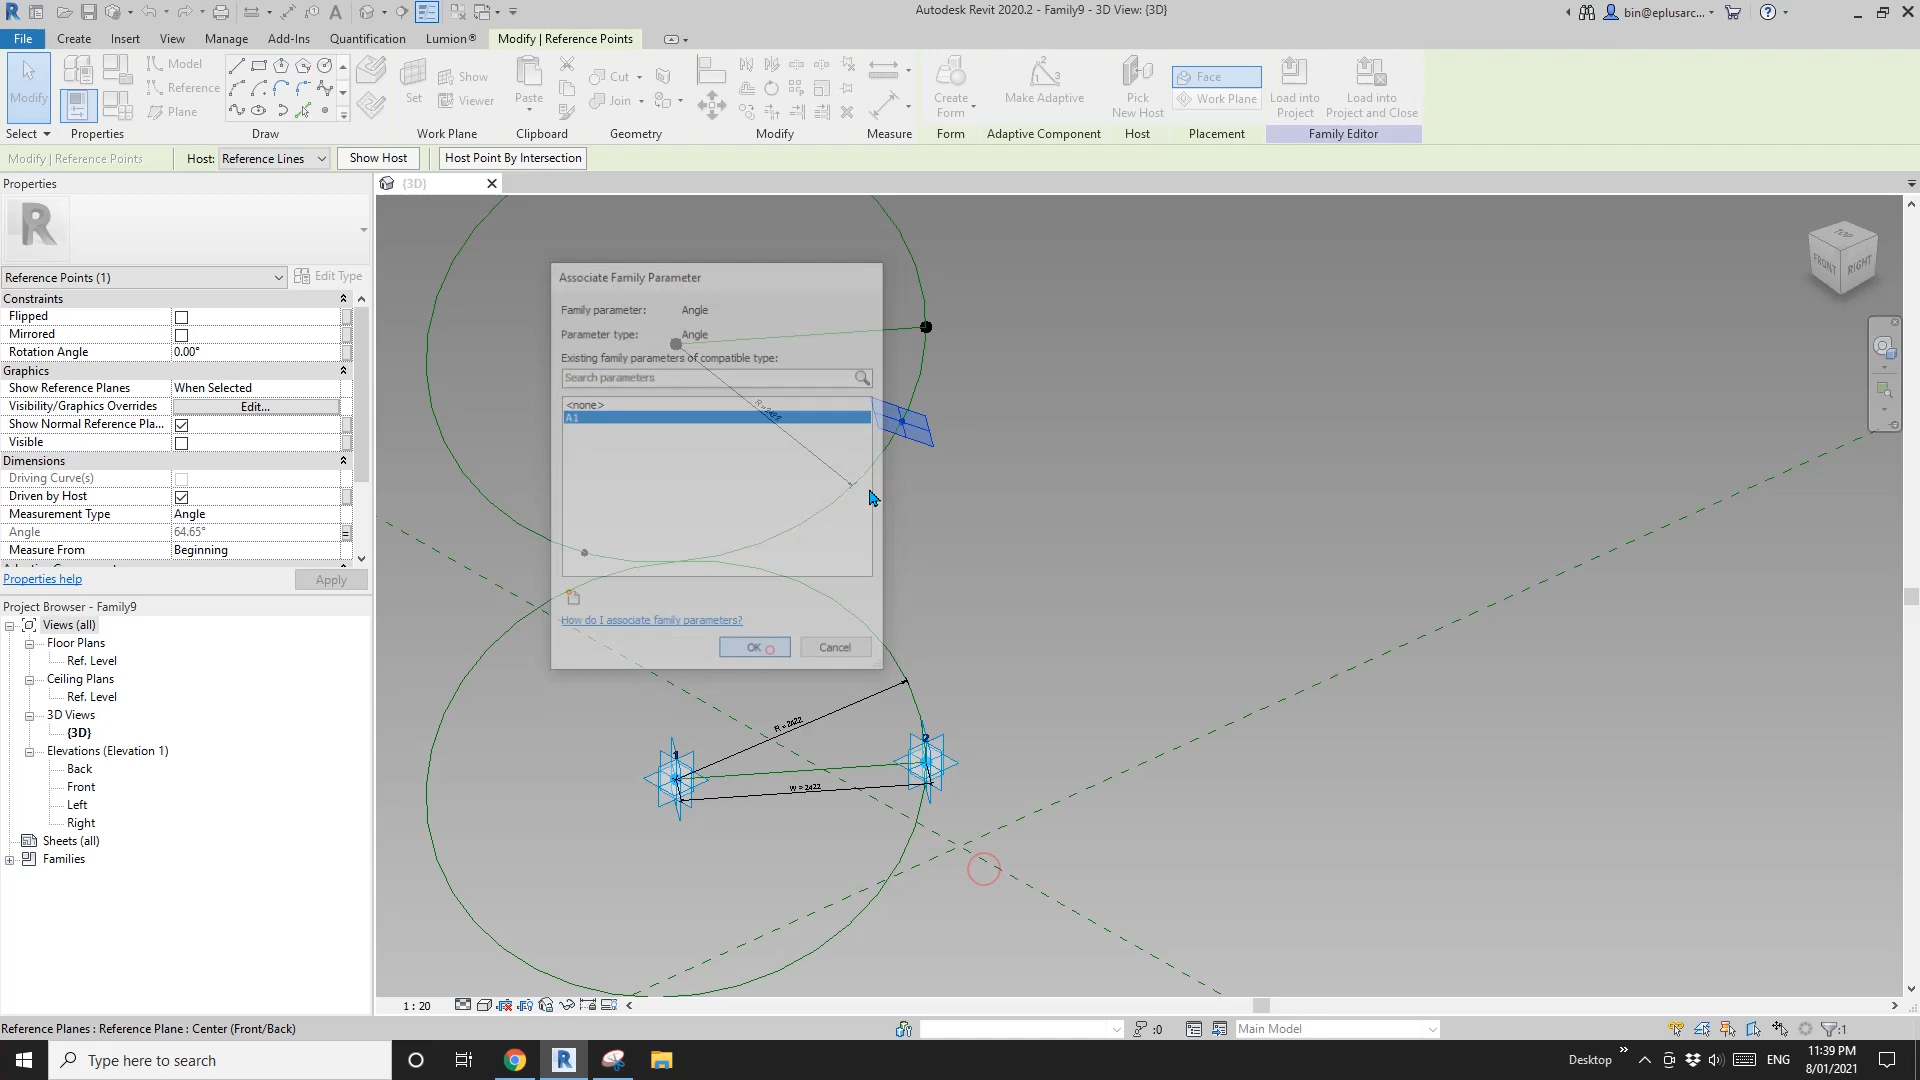 Autodesk Revit 2020.2 - Family9 - 3D View: {3D}
bin@eplusarc...
File
Create
Insert
View
Manage
Add-Ins
Quantification
Lumion®
Modify | Reference Points
Modify
Model
Reference
Plane
Set
Show
Viewer
Paste
Cut
Join
Create
Form
Make Adaptive
Pick
New Host
Face
Work Plane
Load into
Project
Load into
Project and Close
Select
Properties
Draw
Work Plane
Clipboard
Geometry
Modify
Measure
Form
Adaptive Component
Host
Placement
Family Editor
Modify | Reference Points
Host:
Reference Lines
Show Host
Host Point By Intersection
Properties
{3D}
R
Reference Points (1)
Edit Type
Constraints
Flipped
Mirrored
Rotation Angle
0.00°
Graphics
Show Reference Planes
When Selected
Visibility/Graphics Overrides
Edit...
Show Normal Reference Pla...
Visible
Dimensions
Driving Curve(s)
Driven by Host
Measurement Type
Angle
Angle
64.65°
Measure From
Beginning
Properties help
Apply
Project Browser - Family9
Views (all)
Floor Plans
Ref. Level
Ceiling Plans
Ref. Level
3D Views
{3D}
Elevations (Elevation 1)
Back
Front
Left
Right
Sheets (all)
Families
Associate Family Parameter
Family parameter:
Angle
Parameter type:
Angle
Existing family parameters of compatible type:
Search parameters
<none>
A1
How do I associate family parameters?
OK
Cancel
R = 2422
R = 2422
W = 2422
1
2
TOP
FRONT
RIGHT
1 : 20
Reference Planes : Reference Plane : Center (Front/Back)
:0
Main Model
:1
Type here to search
Desktop
ENG
11:39 PM
8/01/2021